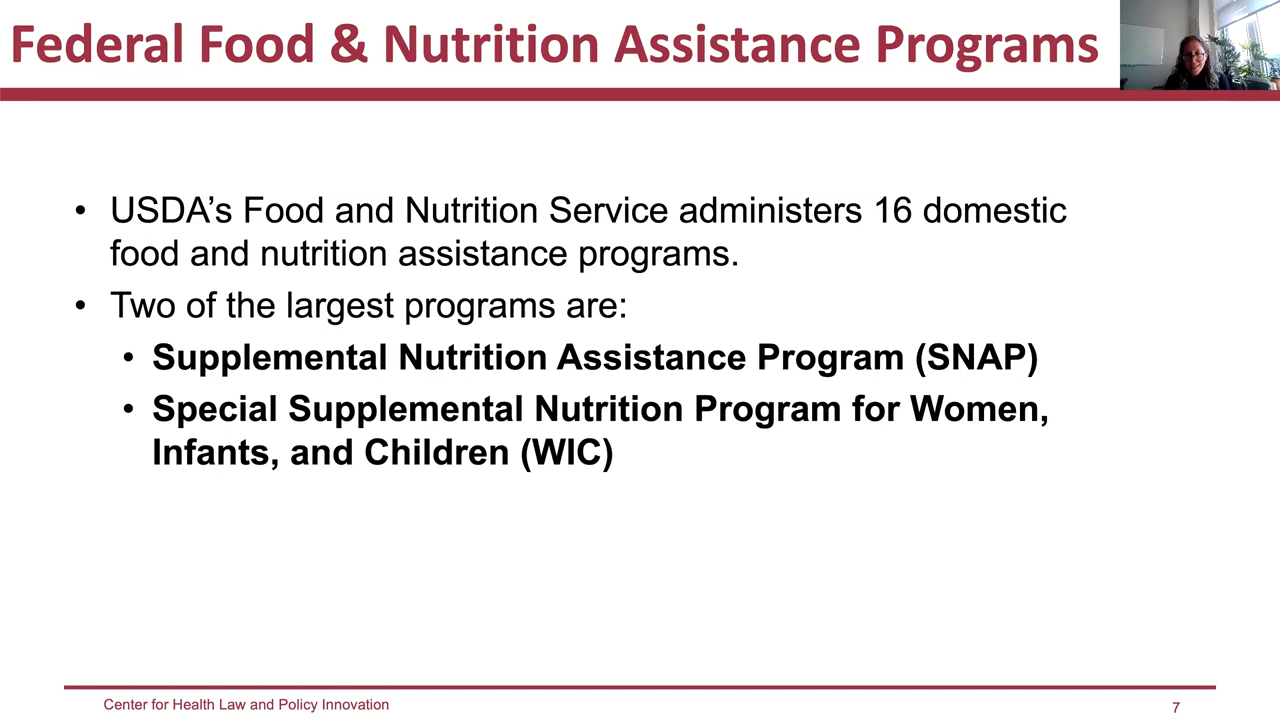 Federal Food & Nutrition Assistance Programs
• USDA’s Food and Nutrition Service administers 16 domestic
food and nutrition assistance programs.
• Two of the largest programs are:
• Supplemental Nutrition Assistance Program (SNAP)
• Special Supplemental Nutrition Program for Women,
Infants, and Children (WIC)
Center for Health Law and Policy Innovation
7